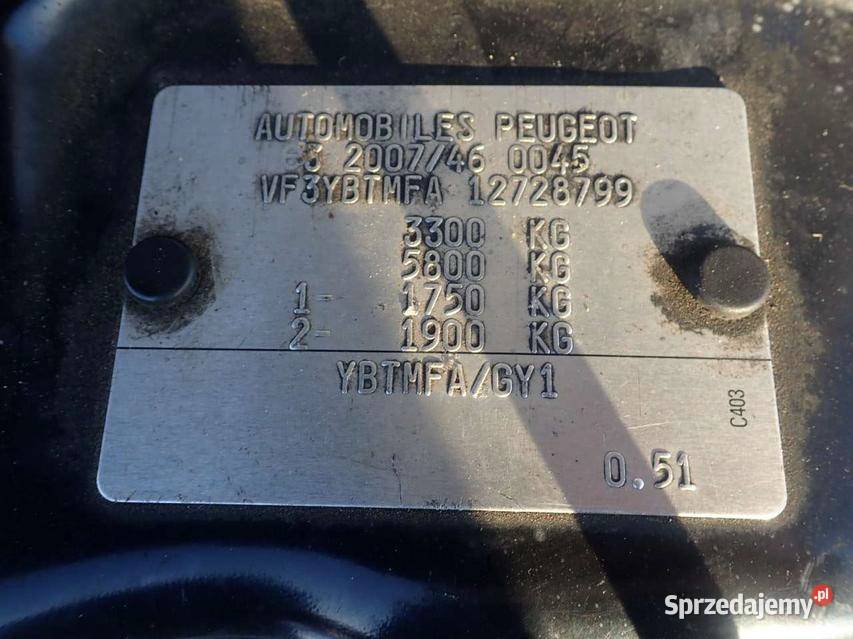 AUTOMOBILES PEUGEOT
3 2007/46 0045
VF3YBTMFA 12728799
3300 KG
5800 KG
1- 1750 KG
2- 1900 KG
YBTMFA/GY1
C403
0.51
Sprzedajemy.pl